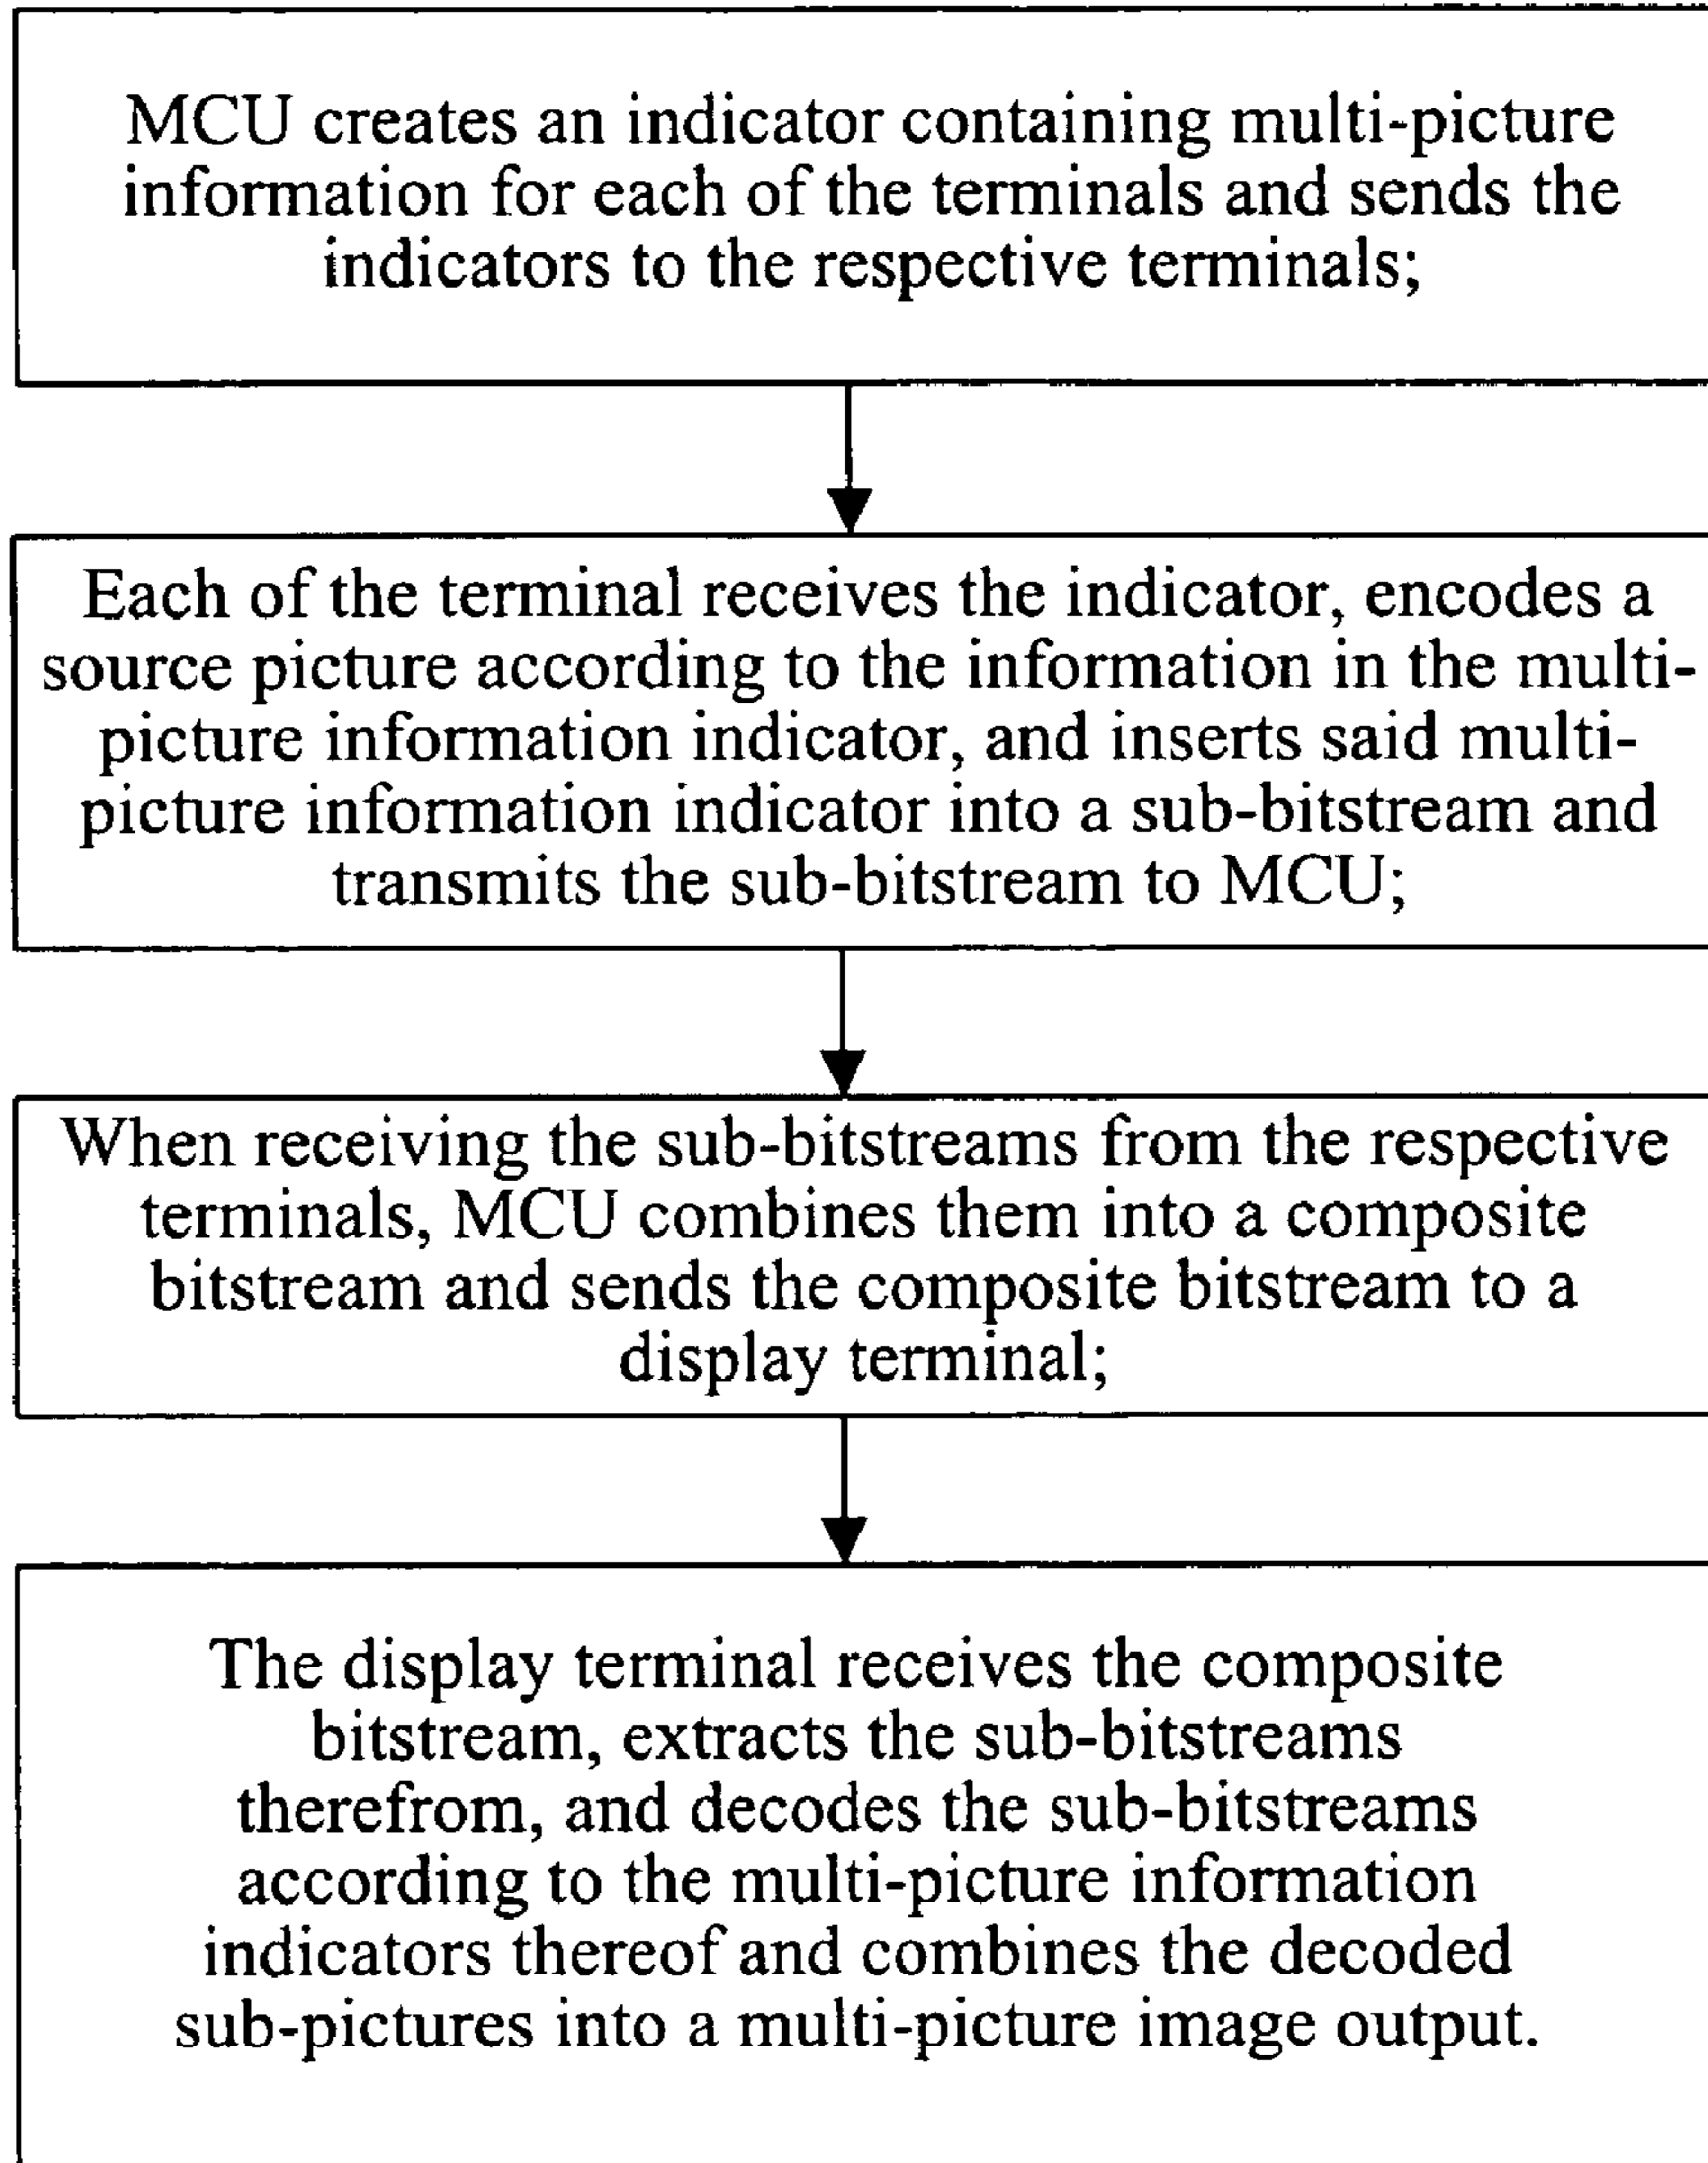 MCU creates an indicator containing multi-picture
information for each of the terminals and sends the
indicators to the respective terminals;
Each of the terminal receives the indicator, encodes a
source picture according to the information in the multi-
picture information indicator, and inserts said multi-
picture information indicator into a sub-bitstream and
transmits the sub-bitstream to MCU;
When receiving the sub-bitstreams from the respective
terminals, MCU combines them into a composite
bitstream and sends the composite bitstream to a
display terminal;
The display terminal receives the composite
bitstream, extracts the sub-bitstreams
therefrom, and decodes the sub-bitstreams
according to the multi-picture information
indicators thereof and combines the decoded
sub-pictures into a multi-picture image output.